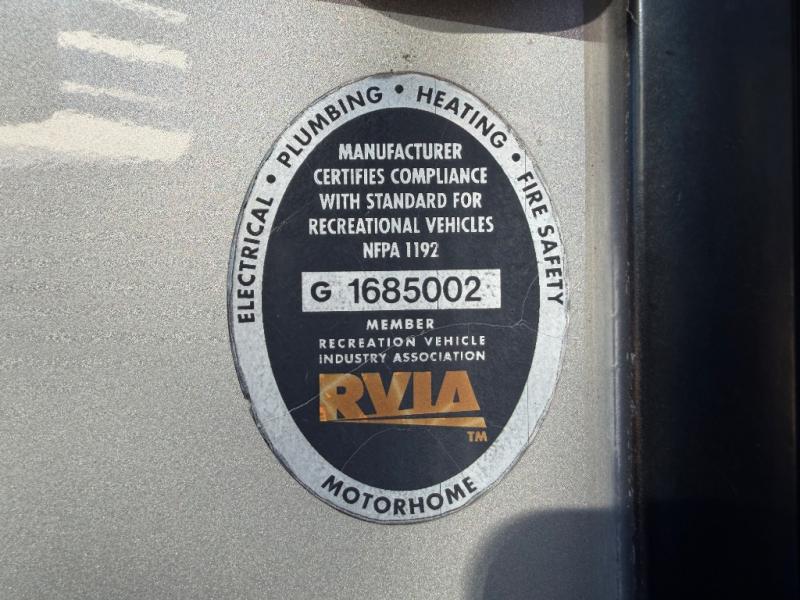 ELECTRICAL • PLUMBING • HEATING • FIRE SAFETY
MANUFACTURER
CERTIFIES COMPLIANCE
WITH STANDARD FOR
RECREATIONAL VEHICLES
NFPA 1192
G 1685002
MEMBER
RECREATION VEHICLE
INDUSTRY ASSOCIATION
RVIA
TM
MOTORHOME